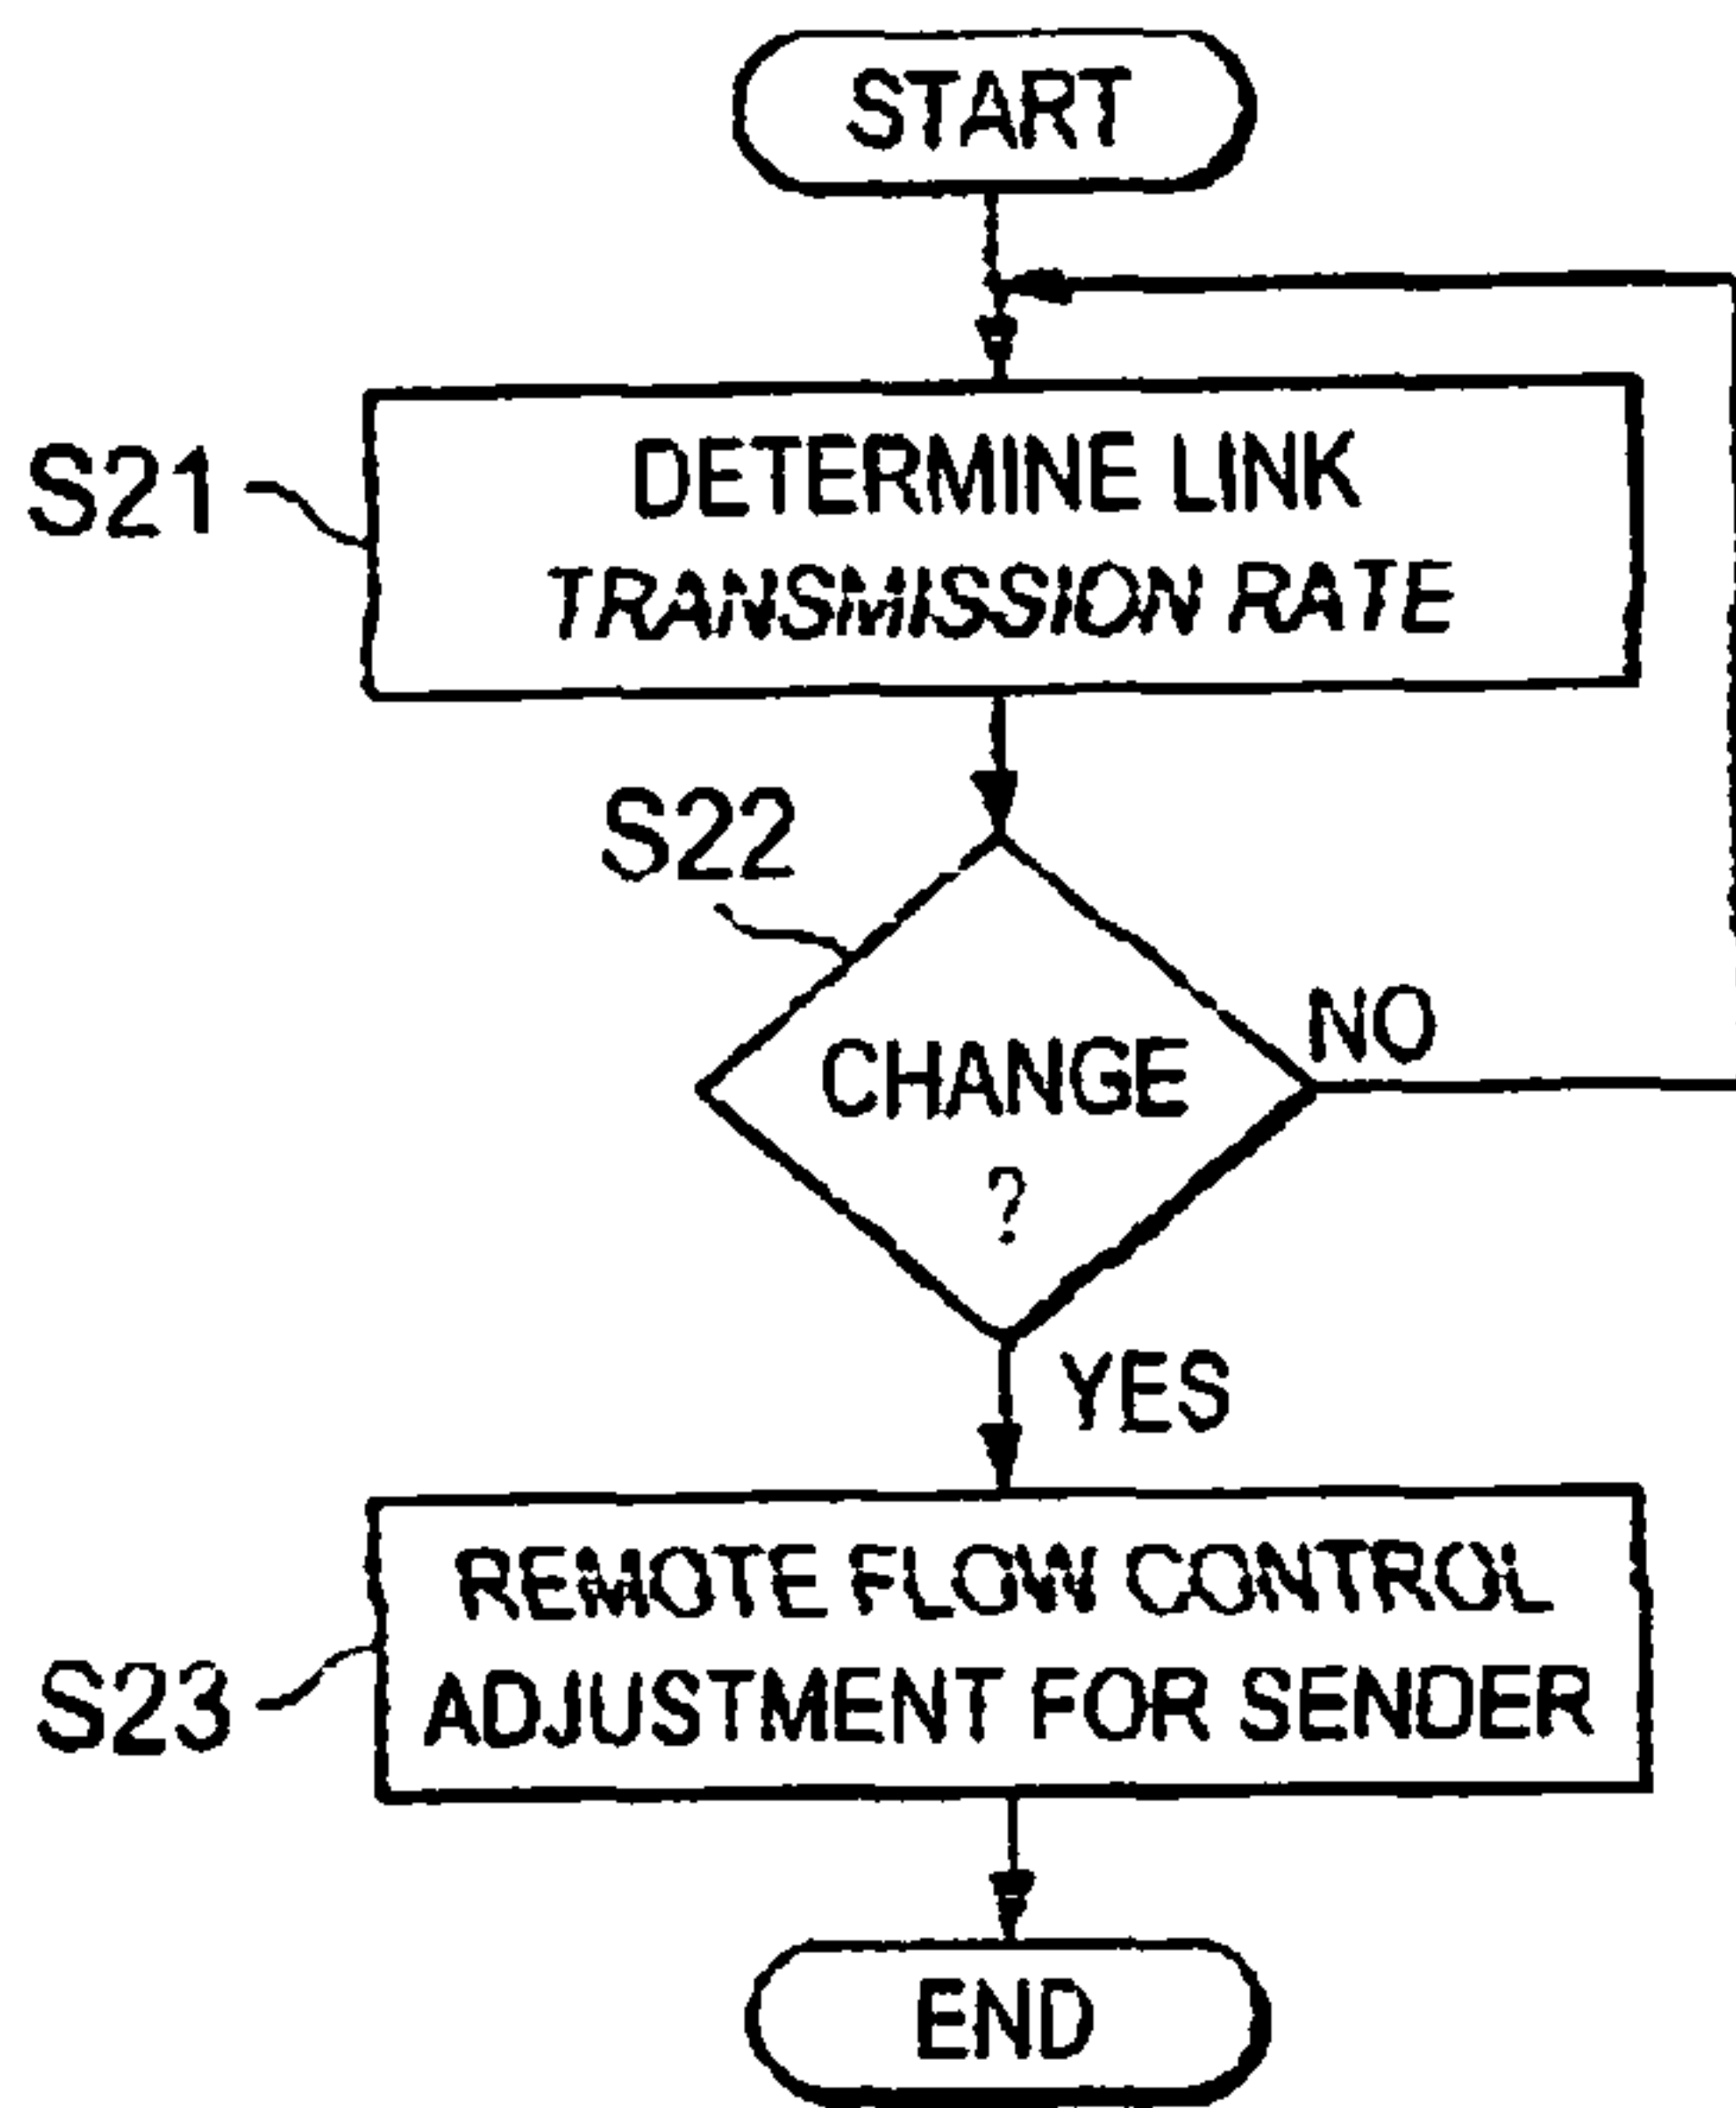 START
S21
DETERMINE LINK
TRANSMISSION RATE
S22
CHANGE
?
NO
YES
S23
REMOTE FLOW CONTROL
ADJUSTMENT FOR SENDER
END